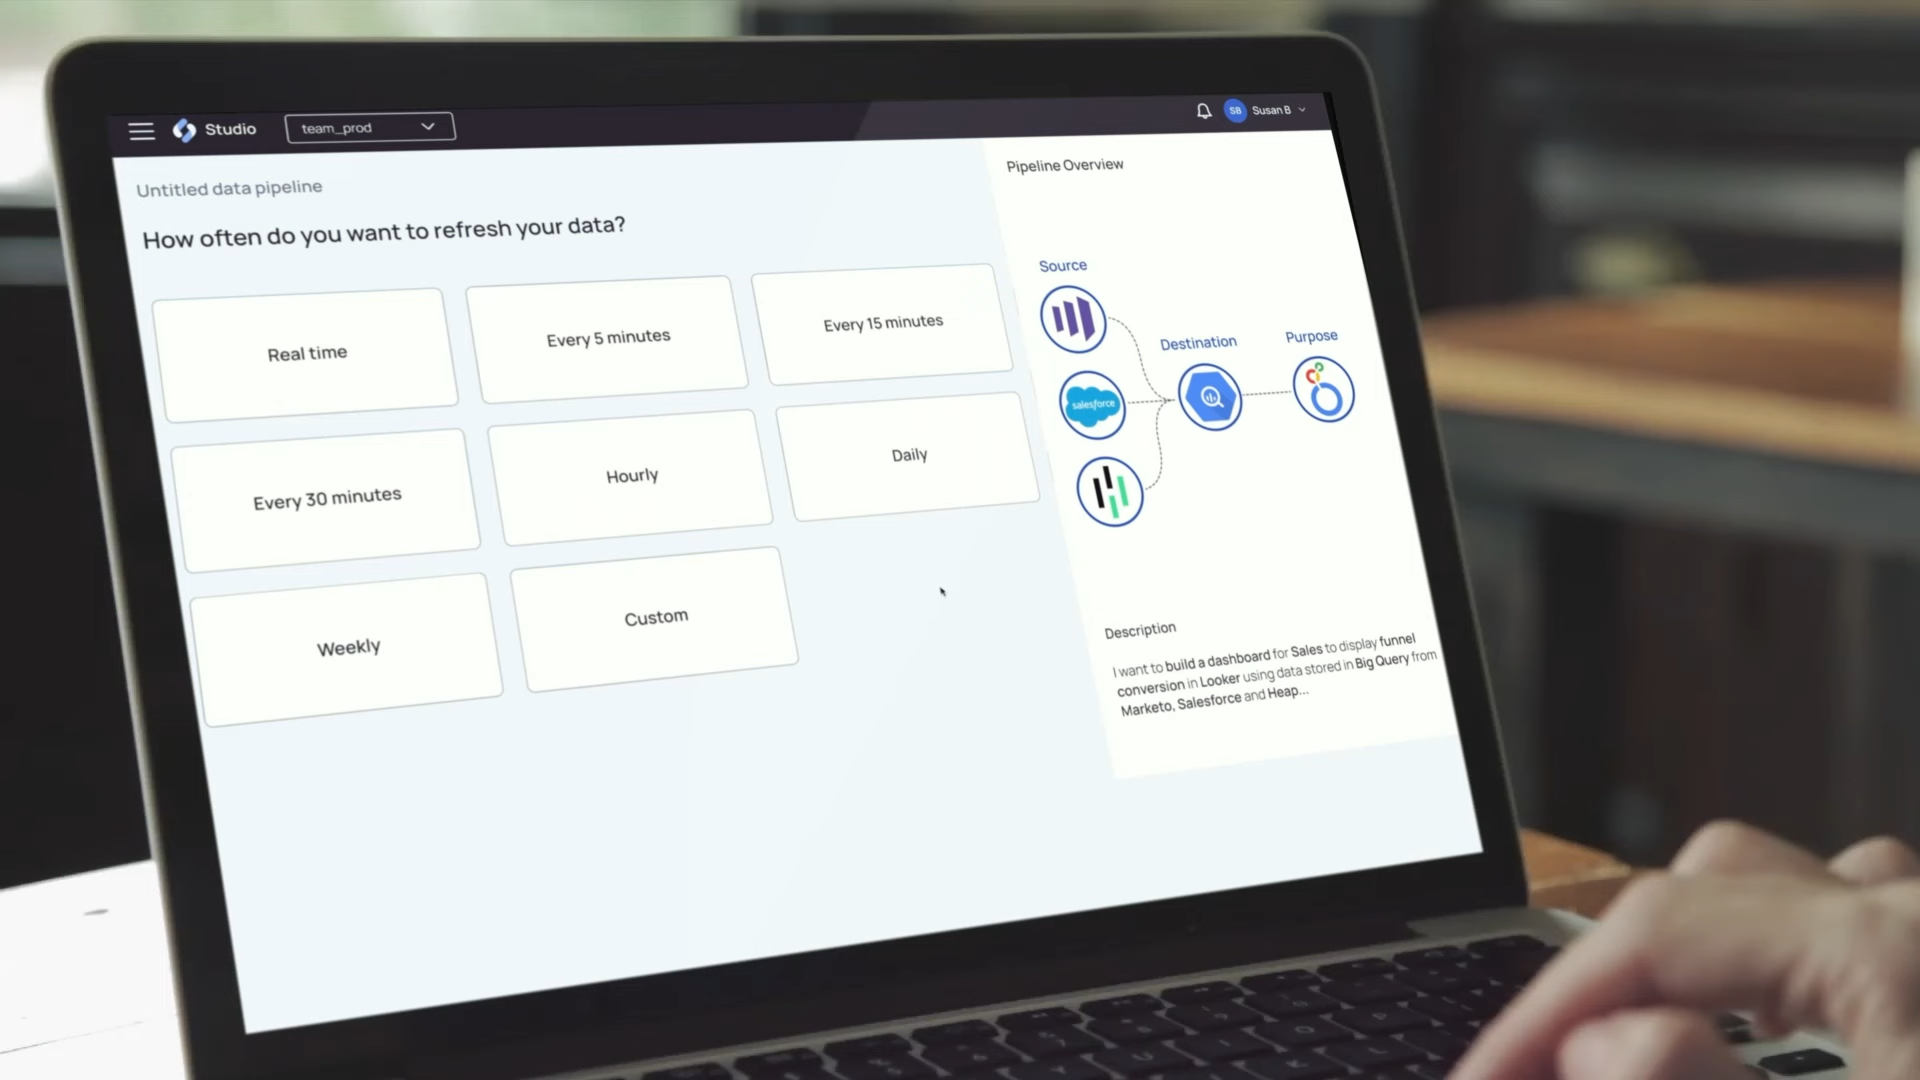 Studio
team_prod
SB
Susan B
Untitled data pipeline
How often do you want to refresh your data?
Real time
Every 5 minutes
Every 15 minutes
Every 30 minutes
Hourly
Daily
Weekly
Custom
Pipeline Overview
Source
Destination
Purpose
salesforce
Description
I want to build a dashboard for Sales to display funnel
conversion in Looker using data stored in Big Query from
Marketo, Salesforce and Heap...